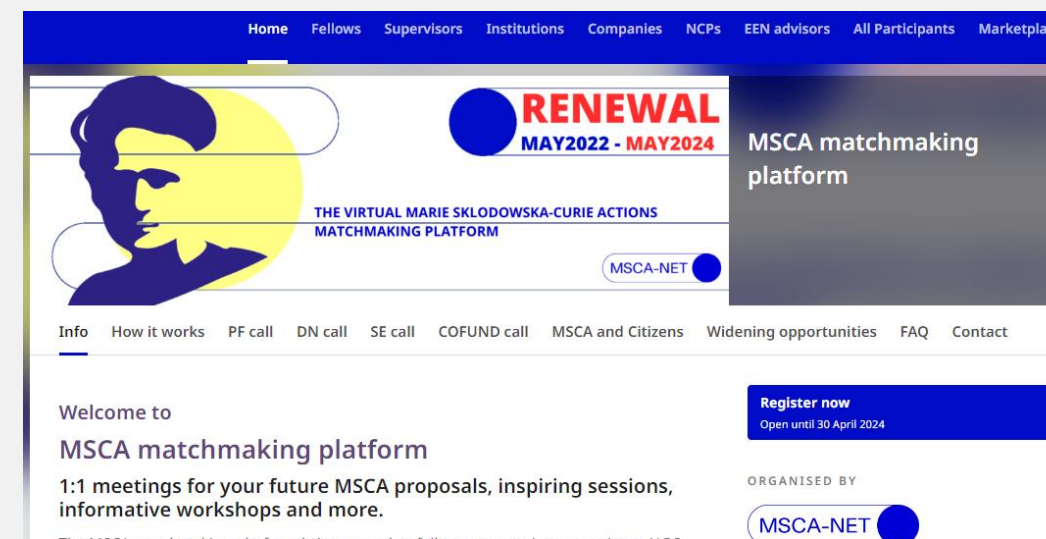 Home Fellows Supervisors Institutions Companies NCPs EEN advisors All Participants
RENEWAL
MAY2022 - MAY2024
THE VIRTUAL MARIE SKLODOWSKA-CURIE ACTIONS
MATCHMAKING PLATFORM
MSCA-NET
MSCA matchmaking
platform
Info How it works PF call DN call SE call COFUND call MSCA and Citizens Widening opportunities FAQ Contact
Welcome to
MSCA matchmaking platform
1:1 meetings for your future MSCA proposals, inspiring sessions,
informative workshops and more.
Register now
Open until 30 April 2024
ORGANISED BY
MSCA-NET